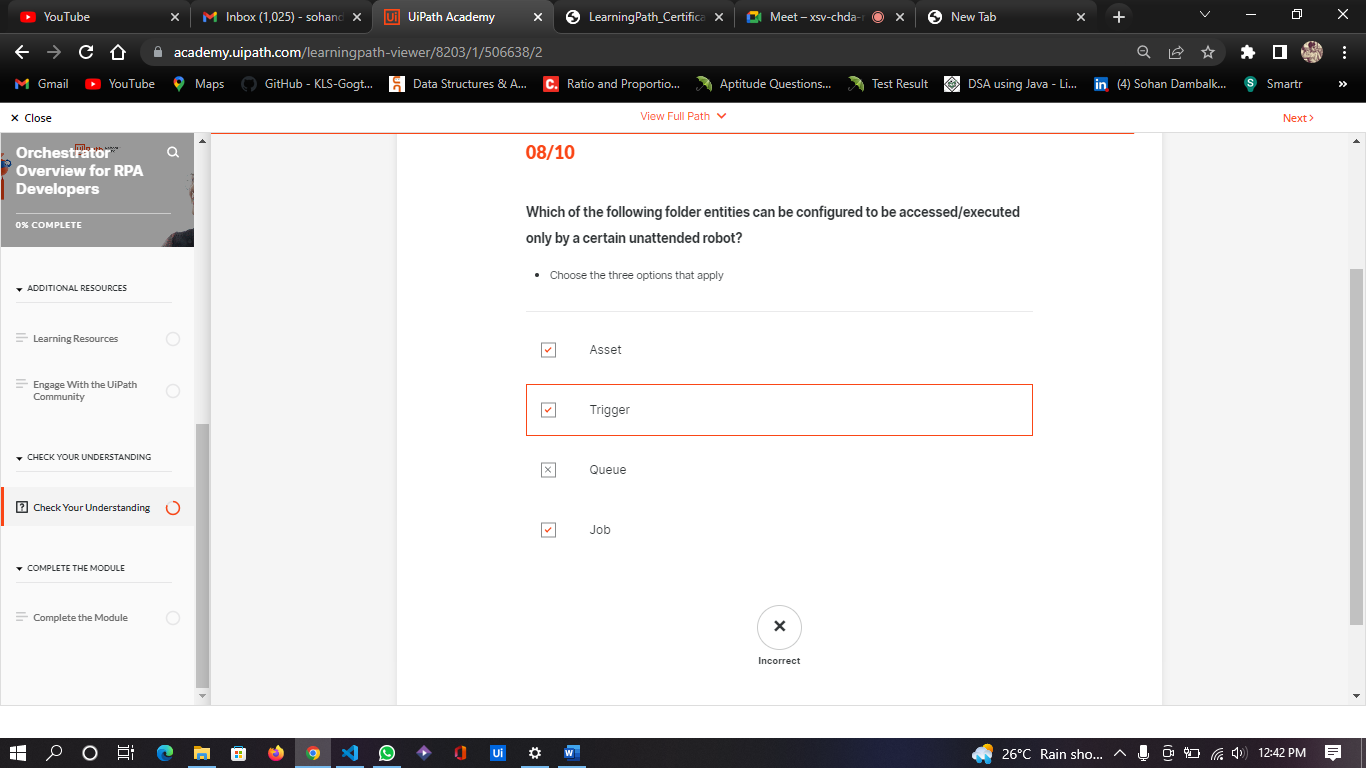 YouTube
Inbox (1,025) - sohand
UiPath Academy
LearningPath_Certifica
Meet – xsv-chda-r
New Tab
academy.uipath.com/learningpath-viewer/8203/1/506638/2
Gmail
YouTube
Maps
GitHub - KLS-Gogt...
Data Structures & A...
Ratio and Proportio...
Aptitude Questions...
Test Result
DSA using Java - Li...
(4) Sohan Dambalk...
Smartr
Close
View Full Path
Next
Orchestrator
Overview for RPA
Developers
0% COMPLETE
ADDITIONAL RESOURCES
Learning Resources
Engage With the UiPath
Community
CHECK YOUR UNDERSTANDING
Check Your Understanding
COMPLETE THE MODULE
Complete the Module
08/10
Which of the following folder entities can be configured to be accessed/executed
only by a certain unattended robot?
Choose the three options that apply
Asset
Trigger
Queue
Job
Incorrect
26°C Rain sho...
12:42 PM